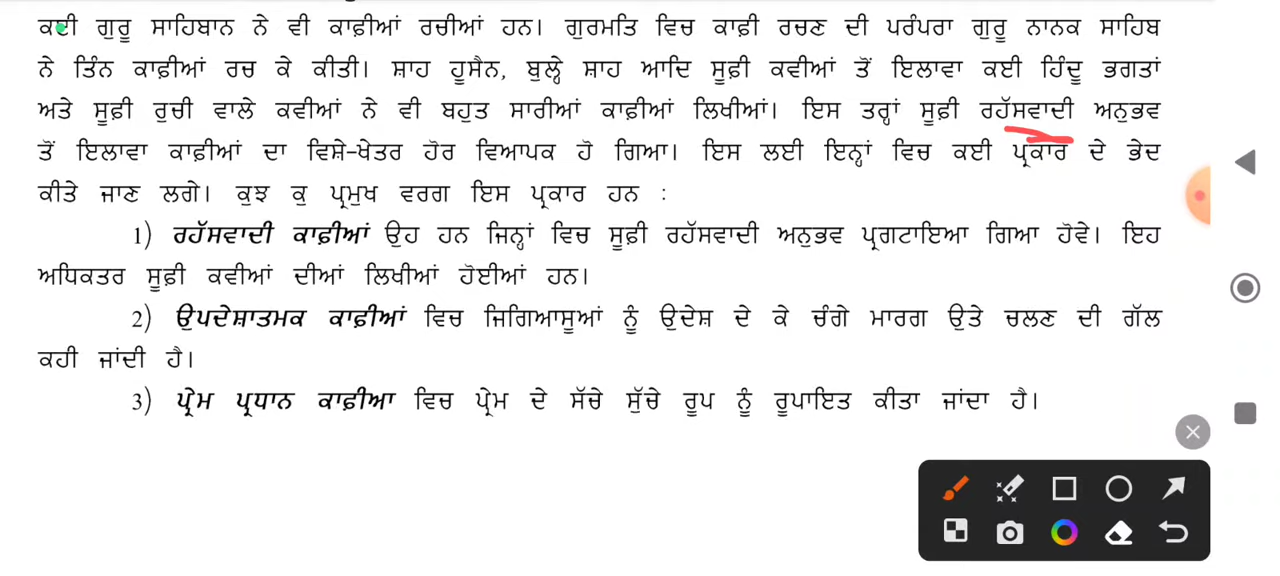 ਕਈ ਗੁਰੂ ਸਾਹਿਬਾਨ ਨੇ ਵੀ ਕਾਫ਼ੀਆਂ ਰਚੀਆਂ ਹਨ। ਗੁਰਮਤਿ ਵਿਚ ਕਾਫ਼ੀ ਰਚਣ ਦੀ ਪਰੰਪਰਾ ਗੁਰੂ ਨਾਨਕ ਸਾਹਿਬ
ਨੇ ਤਿੰਨ ਕਾਫ਼ੀਆਂ ਰਚ ਕੇ ਕੀਤੀ। ਸ਼ਾਹ ਹੂਸੈਨ, ਬੁਲ੍ਹੇ ਸ਼ਾਹ ਆਦਿ ਸੂਫ਼ੀ ਕਵੀਆਂ ਤੋਂ ਇਲਾਵਾ ਕਈ ਹਿੰਦੂ ਭਗਤਾਂ
ਅਤੇ ਸੂਫ਼ੀ ਰੁਚੀ ਵਾਲੇ ਕਵੀਆਂ ਨੇ ਵੀ ਬਹੁਤ ਸਾਰੀਆਂ ਕਾਫ਼ੀਆਂ ਲਿਖੀਆਂ। ਇਸ ਤਰ੍ਹਾਂ ਸੂਫ਼ੀ ਰਹੱਸਵਾਦੀ ਅਨੁਭਵ
ਤੋਂ ਇਲਾਵਾ ਕਾਫ਼ੀਆਂ ਦਾ ਵਿਸ਼ੇ-ਖੇਤਰ ਹੋਰ ਵਿਆਪਕ ਹੋ ਗਿਆ। ਇਸ ਲਈ ਇਨ੍ਹਾਂ ਵਿਚ ਕਈ ਪ੍ਰਕਾਰ ਦੇ ਭੇਦ
ਕੀਤੇ ਜਾਣ ਲਗੇ। ਕੁਝ ਕੁ ਪ੍ਰਮੁਖ ਵਰਗ ਇਸ ਪ੍ਰਕਾਰ ਹਨ :
1) ਰਹੱਸਵਾਦੀ ਕਾਫ਼ੀਆਂ ਉਹ ਹਨ ਜਿਨ੍ਹਾਂ ਵਿਚ ਸੂਫ਼ੀ ਰਹੱਸਵਾਦੀ ਅਨੁਭਵ ਪ੍ਰਗਟਾਇਆ ਗਿਆ ਹੋਵੇ। ਇਹ
ਅਧਿਕਤਰ ਸੂਫ਼ੀ ਕਵੀਆਂ ਦੀਆਂ ਲਿਖੀਆਂ ਹੋਈਆਂ ਹਨ।
2) ਉਪਦੇਸ਼ਾਤਮਕ ਕਾਫ਼ੀਆਂ ਵਿਚ ਜਿਗਿਆਸੂਆਂ ਨੂੰ ਉਦੇਸ਼ ਦੇ ਕੇ ਚੰਗੇ ਮਾਰਗ ਉਤੇ ਚਲਣ ਦੀ ਗੱਲ
ਕਹੀ ਜਾਂਦੀ ਹੈ।
3) ਪ੍ਰੇਮ ਪ੍ਰਧਾਨ ਕਾਫ਼ੀਆ ਵਿਚ ਪ੍ਰੇਮ ਦੇ ਸੱਚੇ ਸੁੱਚੇ ਰੂਪ ਨੂੰ ਰੂਪਾਇਤ ਕੀਤਾ ਜਾਂਦਾ ਹੈ।